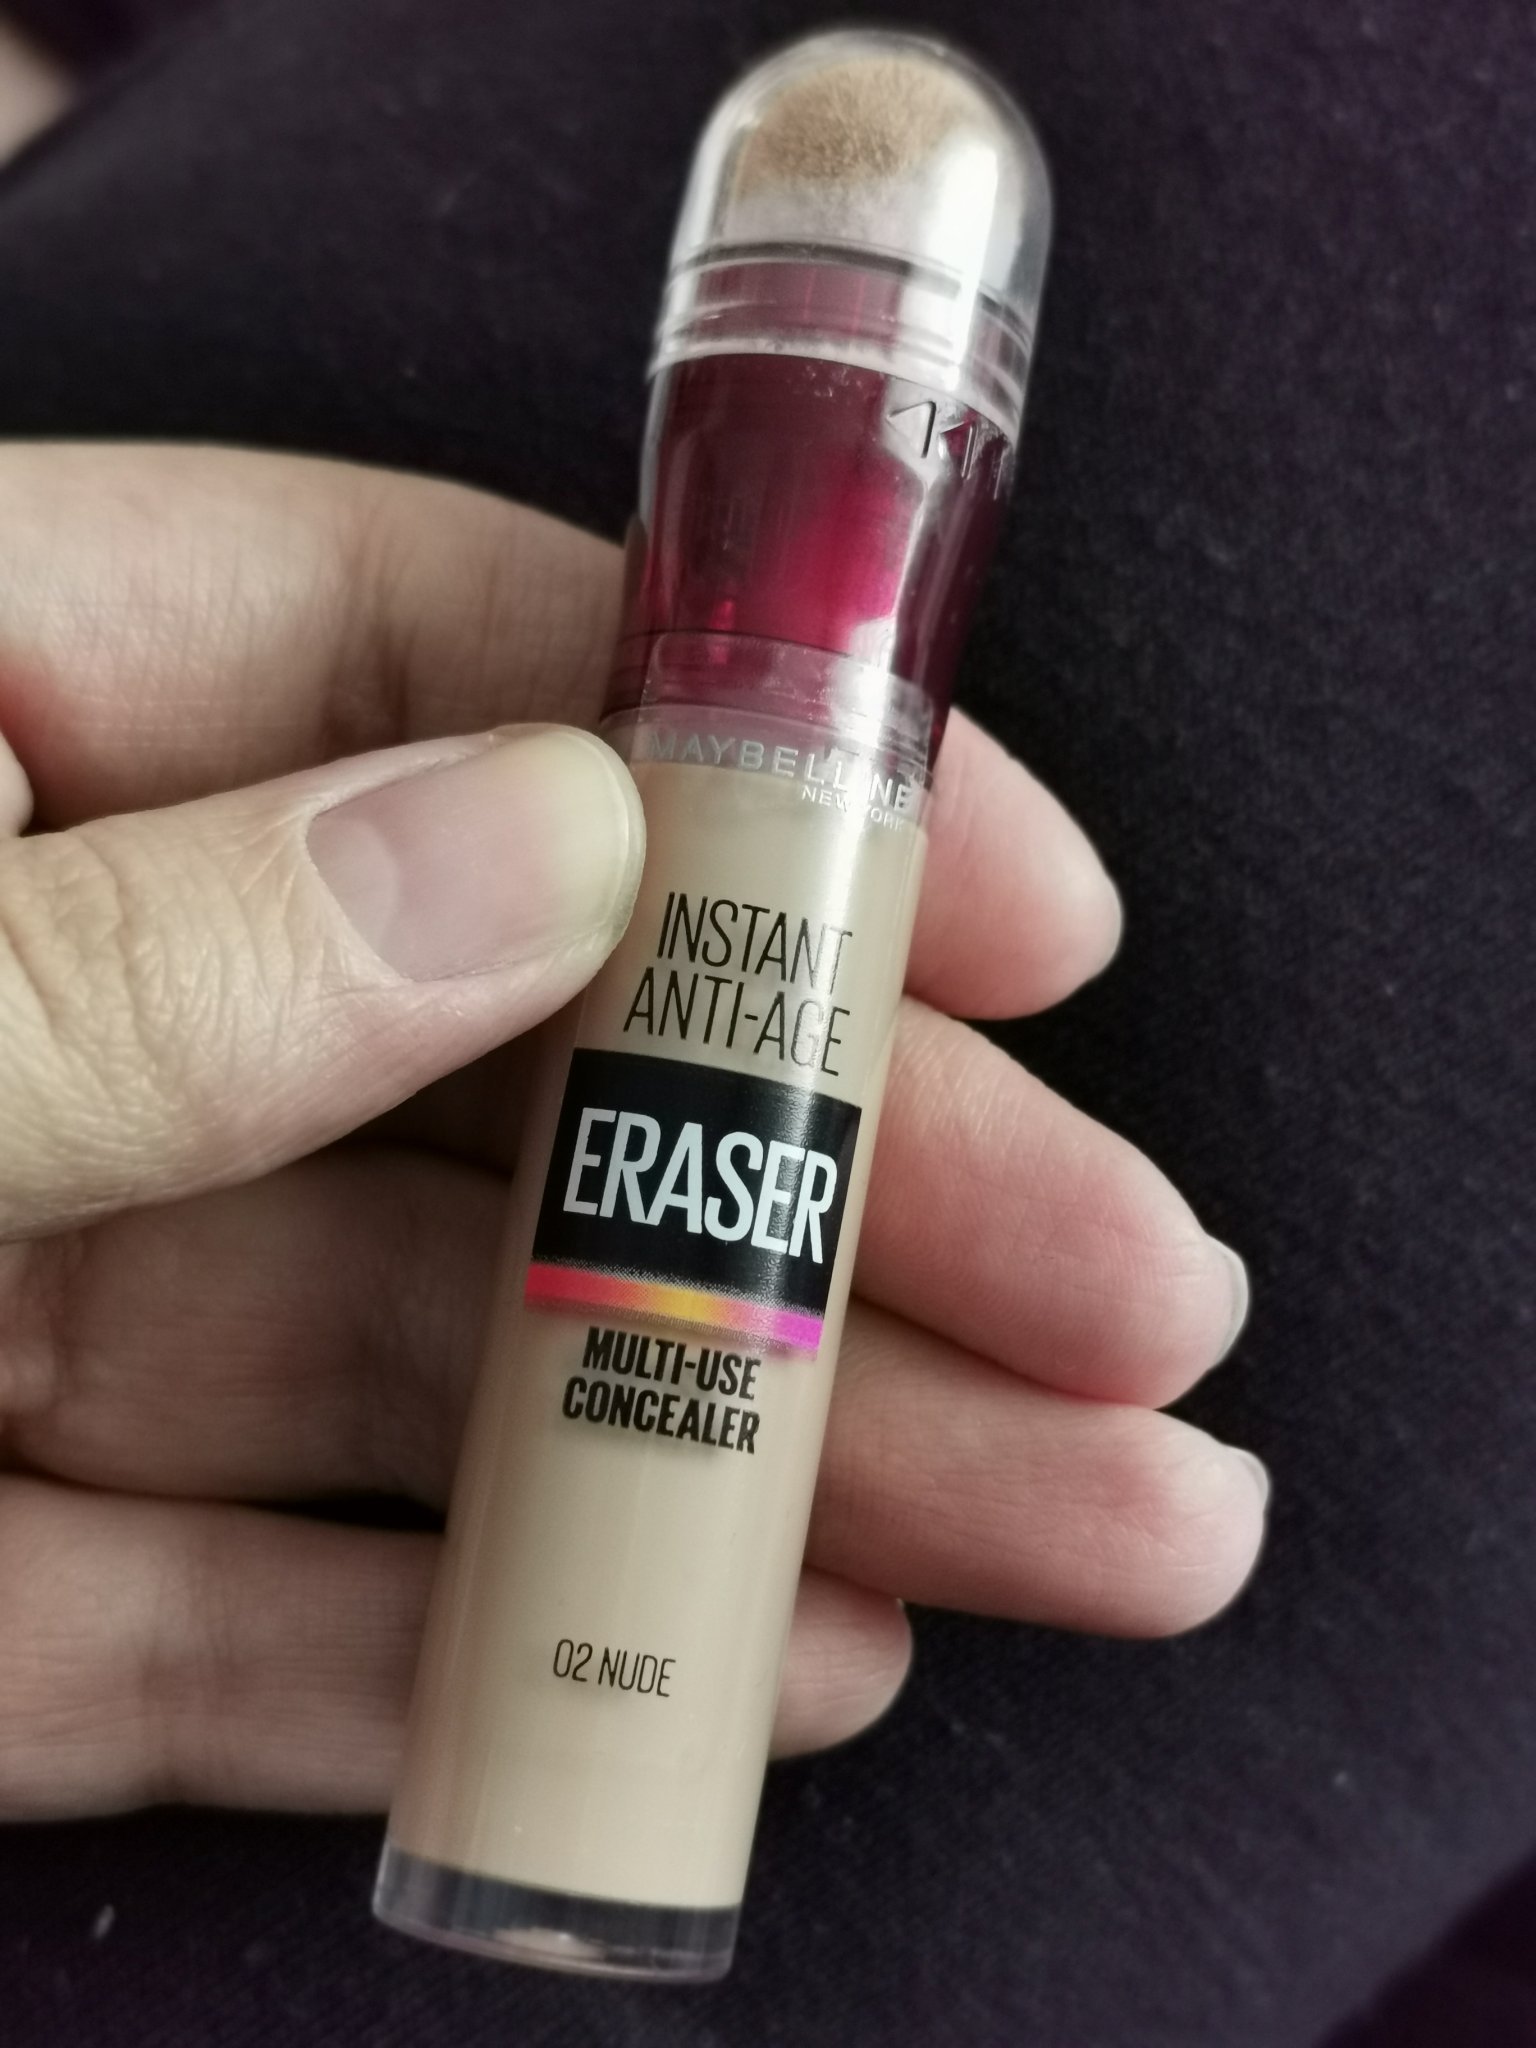 MAYBELLINE
NEW YORK
INSTANT
ANTI-AGE
ERASER
MULTI-USE
CONCEALER
02 NUDE